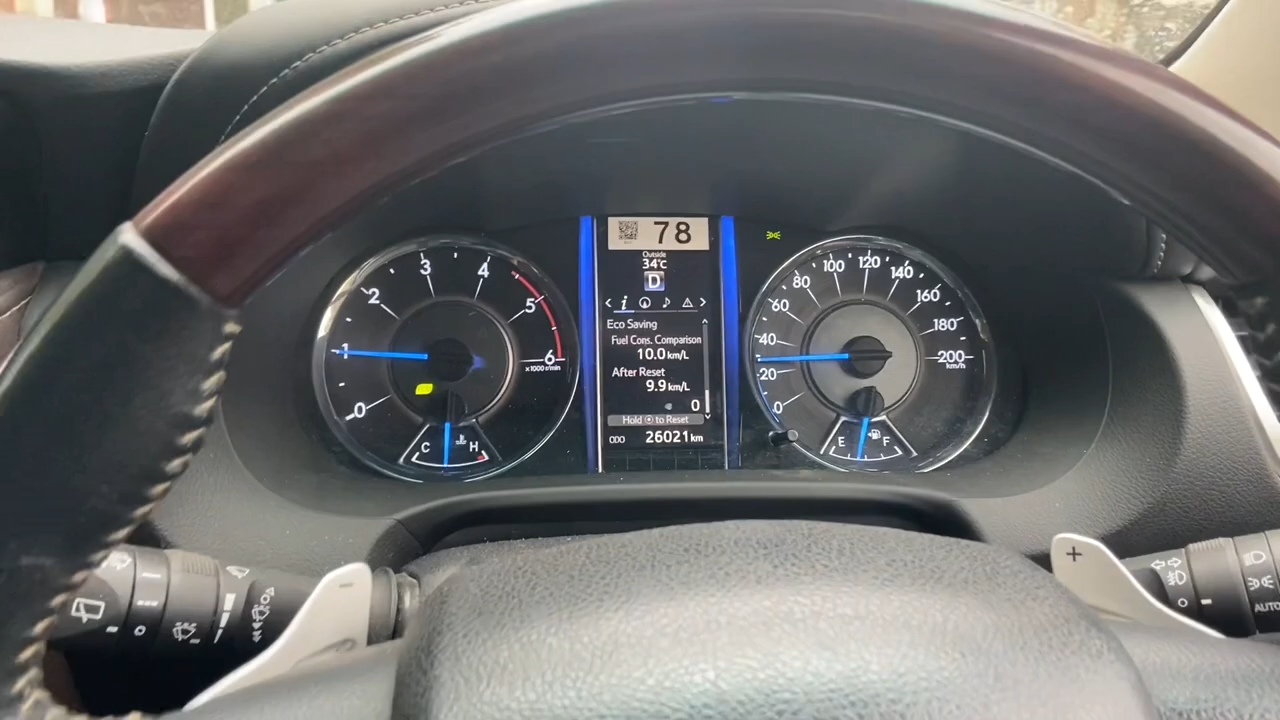 78
Outside
34°C
D
Eco Saving
Fuel Cons. Comparison
10.0 km/L
After Reset
9.9 km/L
0
Hold ⦿ to Reset
ODO 26021 km
0
1
2
3
4
5
6
x1000 r/min
C H
0
20
40
60
80
100
120
140
160
180
200
km/h
E F
-
+
AUTO